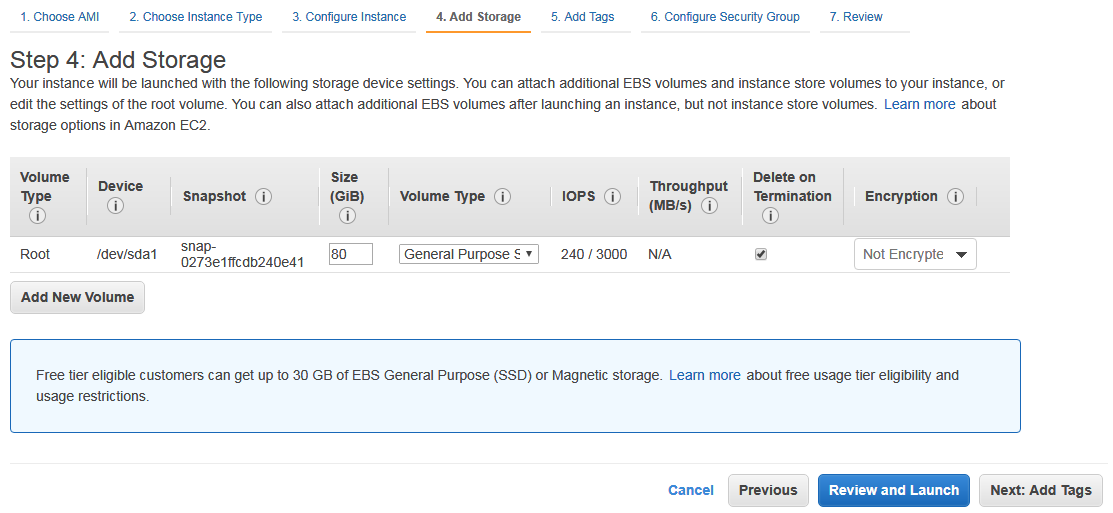 1. Choose AMI 2. Choose Instance Type 3. Configure Instance 4. Add Storage 5. Add Tags 6. Configure Security Group 7. Review
Step 4: Add Storage
Your instance will be launched with the following storage device settings. You can attach additional EBS volumes and instance store volumes to your instance, or
edit the settings of the root volume. You can also attach additional EBS volumes after launching an instance, but not instance store volumes. Learn more about
storage options in Amazon EC2.
Volume Type i Device i Snapshot i Size (GiB) i Volume Type i IOPS i Throughput (MB/s) i Delete on Termination i Encryption i
Root /dev/sda1 snap-0273e1ffcdb240e41 80 General Purpose S 240 / 3000 N/A Not Encrypte
Add New Volume
Free tier eligible customers can get up to 30 GB of EBS General Purpose (SSD) or Magnetic storage. Learn more about free usage tier eligibility and
usage restrictions.
Cancel Previous Review and Launch Next: Add Tags